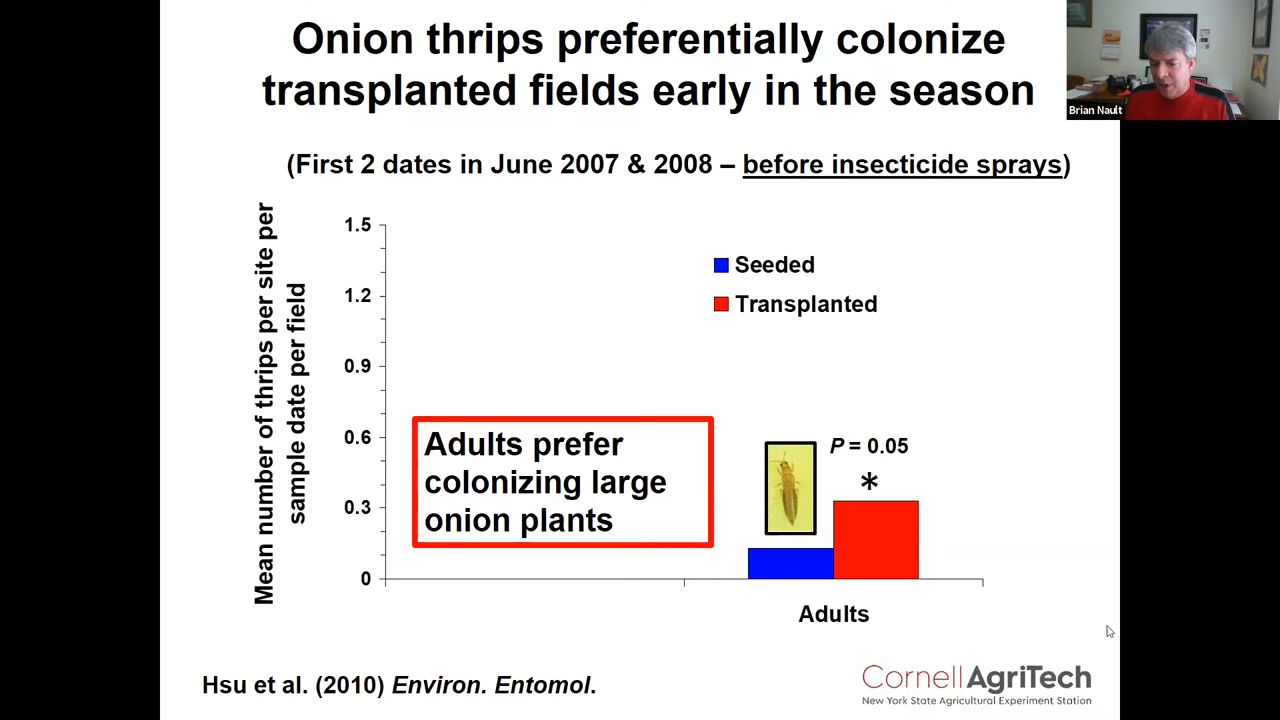 Onion thrips preferentially colonize
transplanted fields early in the season
Brian Nault
(First 2 dates in June 2007 & 2008 – before insecticide sprays)
Mean number of thrips per site per
sample date per field
1.5
1.2
0.9
0.6
0.3
0
Seeded
Transplanted
Adults prefer
colonizing large
onion plants
P = 0.05
*
Adults
Hsu et al. (2010) Environ. Entomol.
CornellAgriTech
New York State Agricultural Experiment Station